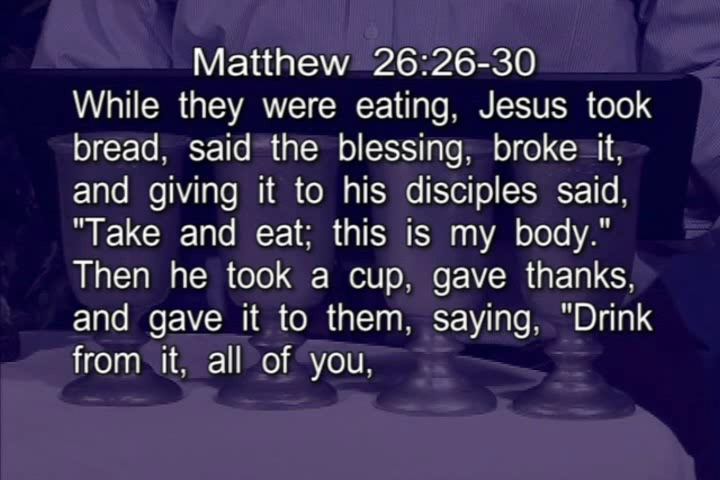 Matthew 26:26-30
While they were eating, Jesus took
bread, said the blessing, broke it,
and giving it to his disciples said,
"Take and eat; this is my body."
Then he took a cup, gave thanks,
and gave it to them, saying, "Drink
from it, all of you,